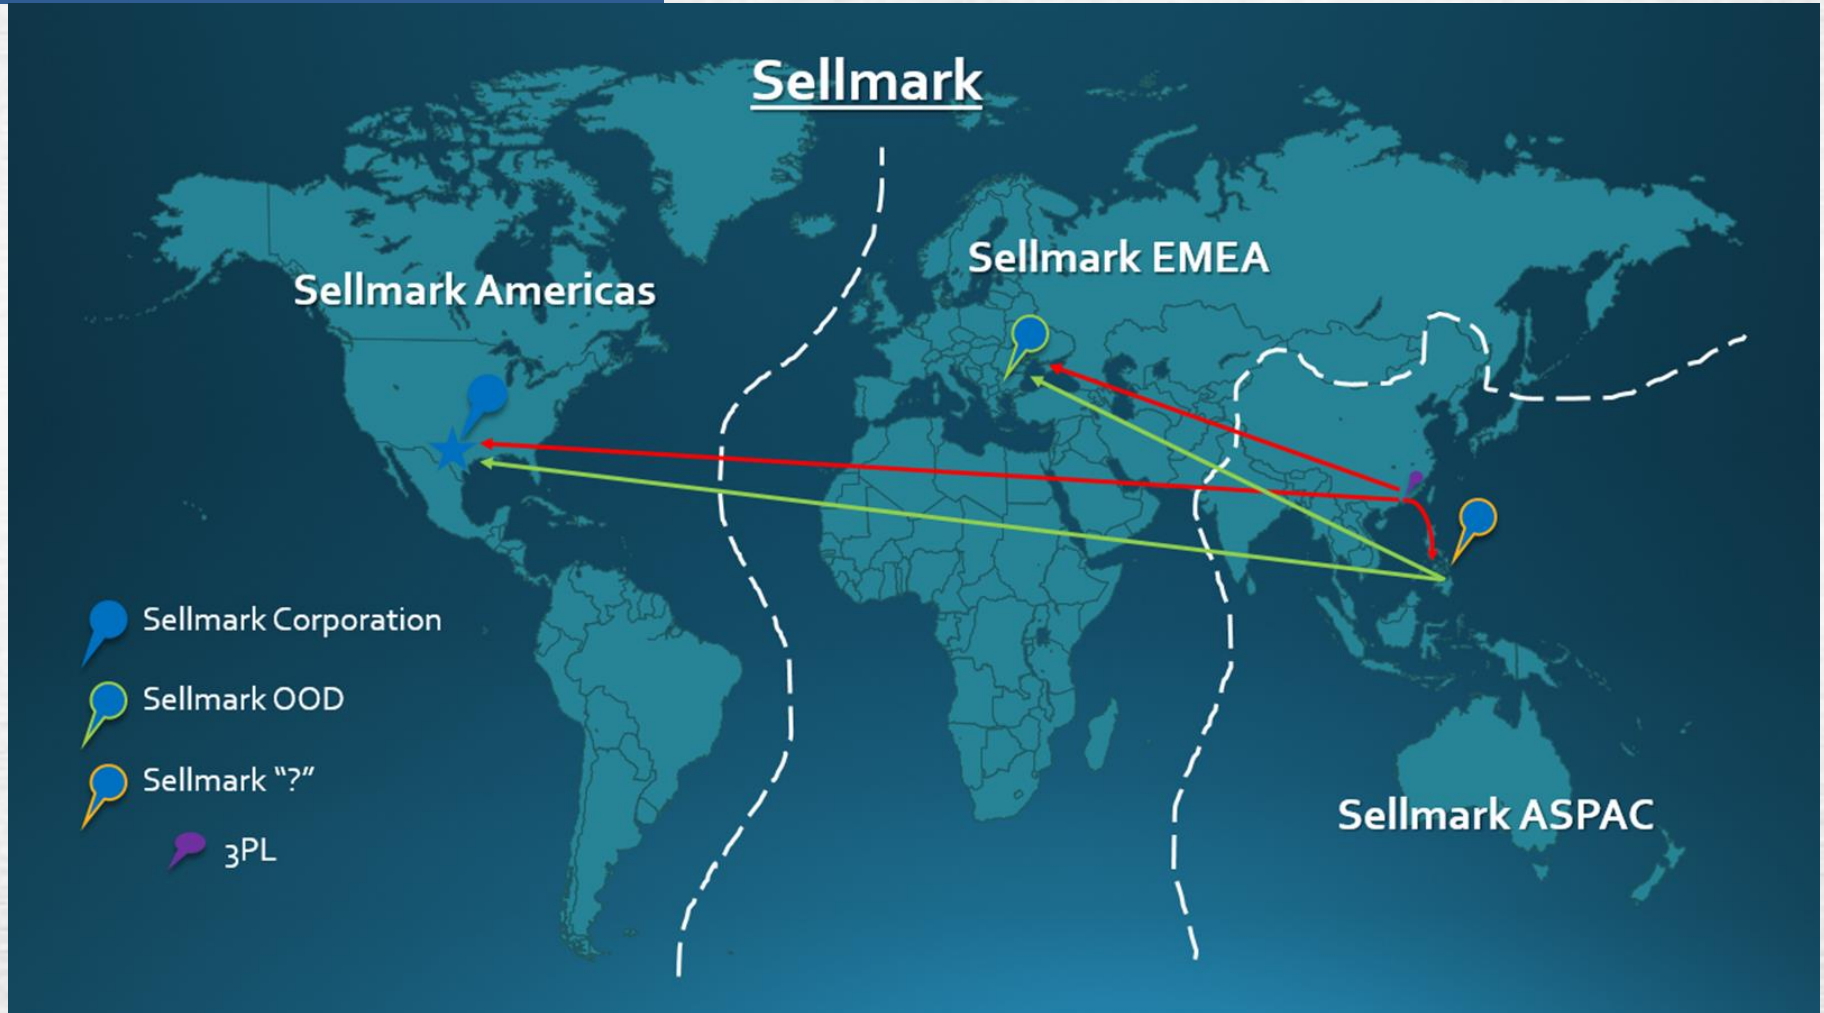 Sellmark
Sellmark EMEA
Sellmark Americas
Sellmark Corporation
Sellmark OOD
Sellmark “?”
3PL
Sellmark ASPAC